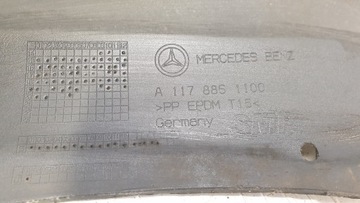 MERCEDES BENZ
A 117 885 1100
>PP EPDM T15<
Germany